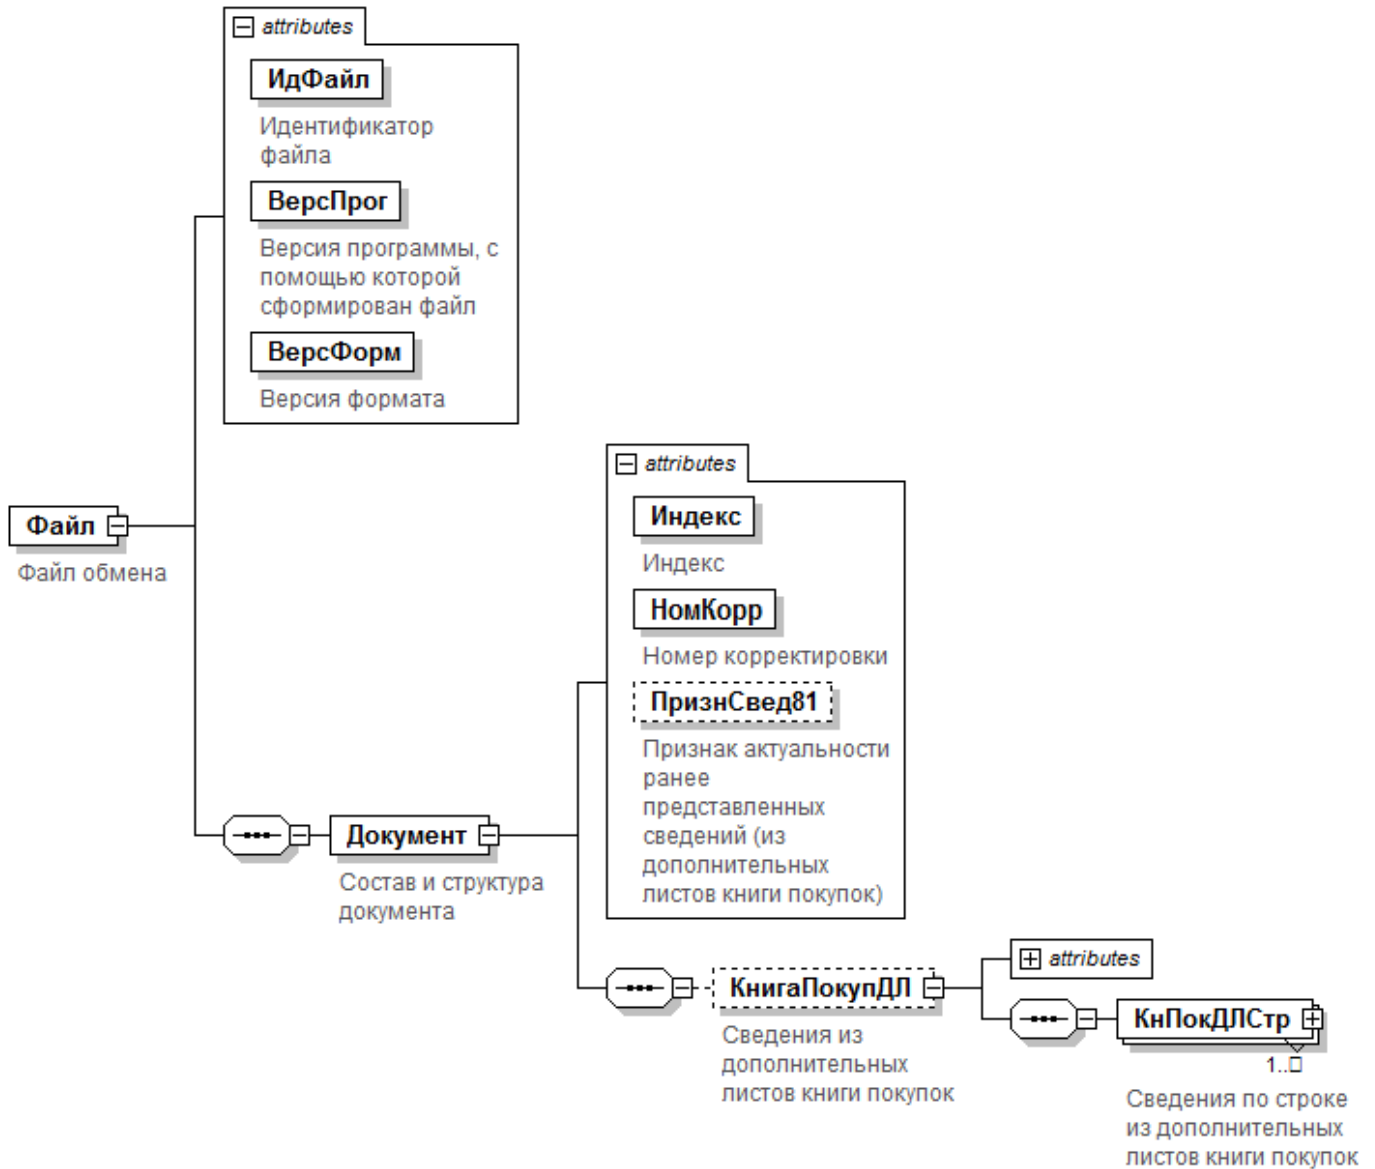 attributes
ИдФайл
Идентификатор
файла
ВерсПрог
Версия программы, с
помощью которой
сформирован файл
ВерсФорм
Версия формата
Файл
Файл обмена
attributes
Индекс
Индекс
НомКорр
Номер корректировки
ПризнСвед81
Признак актуальности
ранее
представленных
сведений (из
дополнительных
листов книги покупок)
Документ
Состав и структура
документа
КнигаПокупДЛ
Сведения из
дополнительных
листов книги покупок
attributes
КнПокДЛСтр
1..□
Сведения по строке
из дополнительных
листов книги покупок